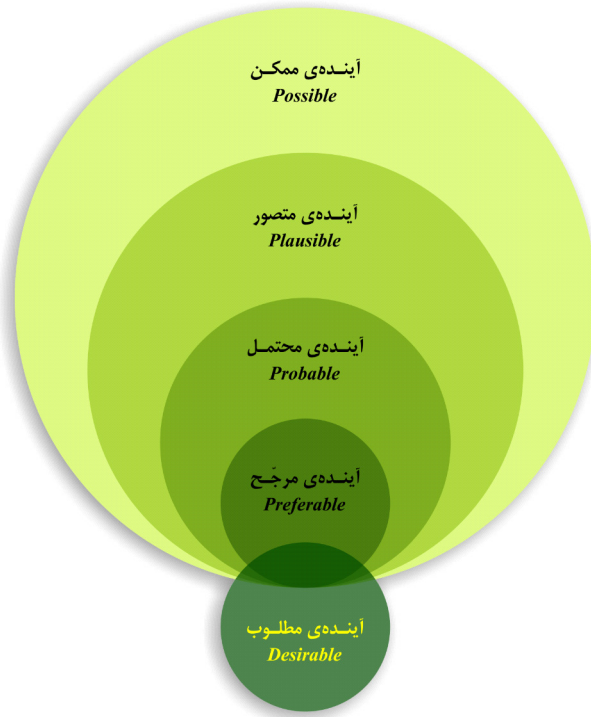 آینـده‌ی ممکـن
Possible
آینـده‌ی متصور
Plausible
آینـده‌ی محتمـل
Probable
آینـده‌ی مرجّـح
Preferable
آینـده‌ی مطلـوب
Desirable